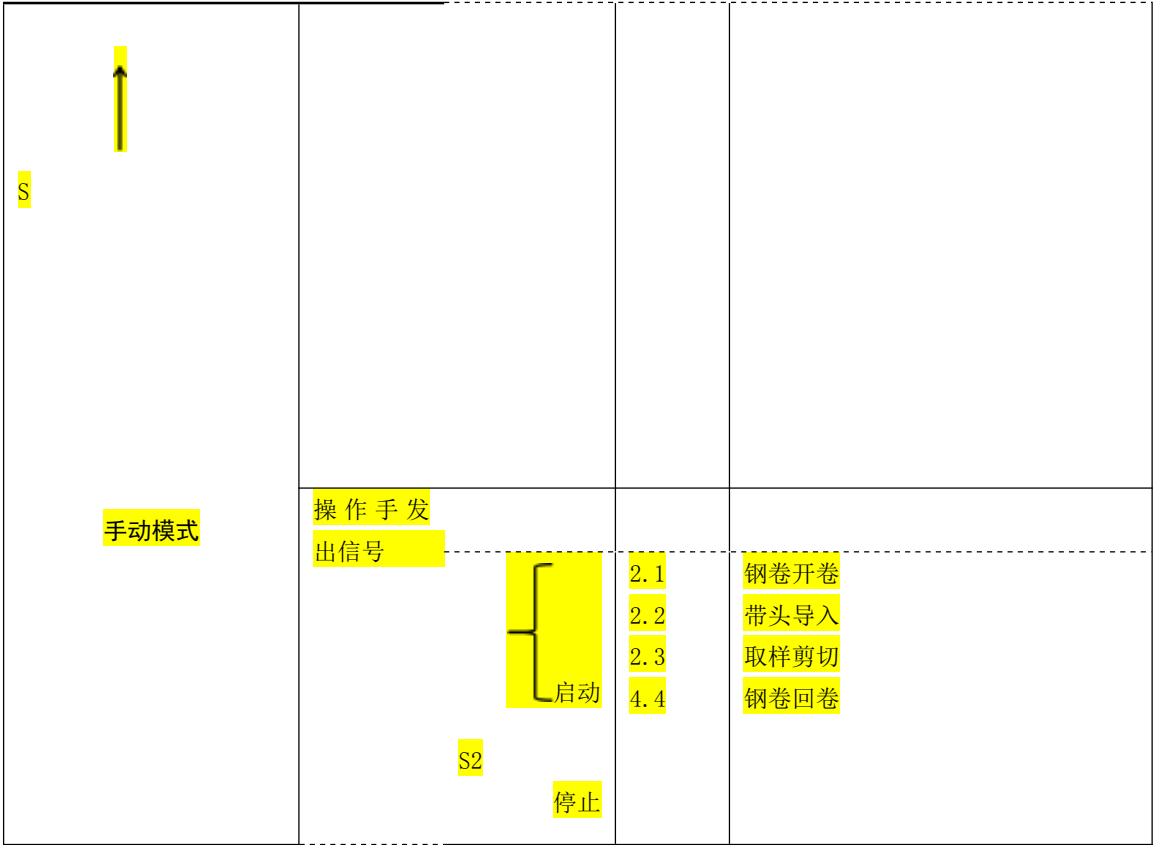 S
手动模式
操 作 手 发
出信号
2.1 钢卷开卷
2.2 带头导入
2.3 取样剪切
启动 4.4 钢卷回卷
S2
停止